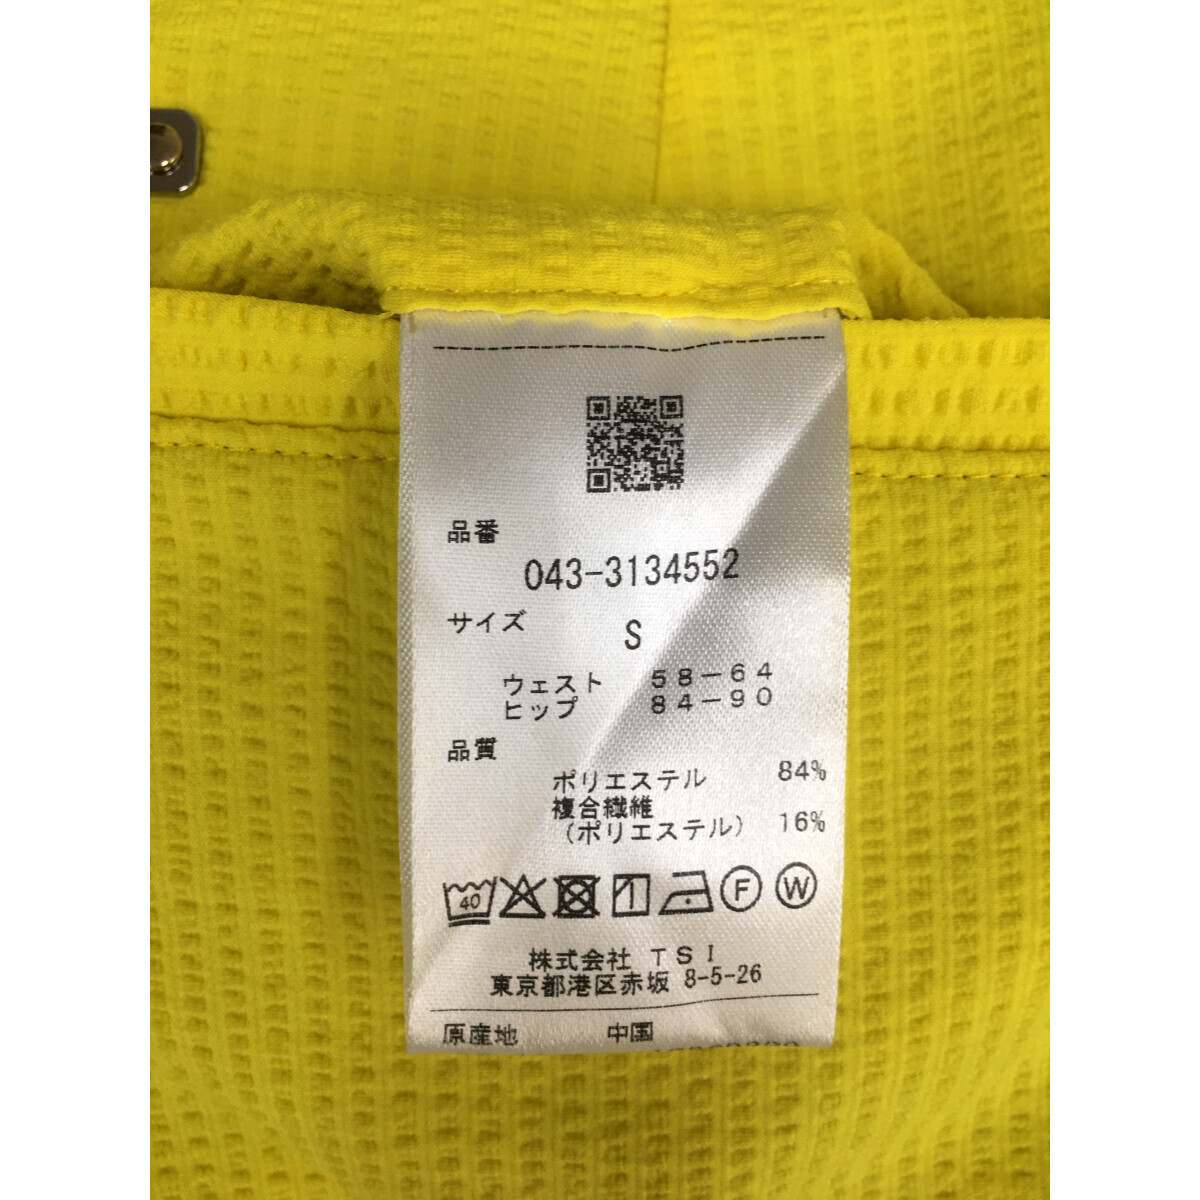 品番
043-3134552
サイズ
S
ウェスト 58-64
ヒップ 84-90
品質
ポリエステル 84%
複合繊維
(ポリエステル) 16%
40
F W
株式会社 TSI
東京都港区赤坂 8-5-26
原産地 中国